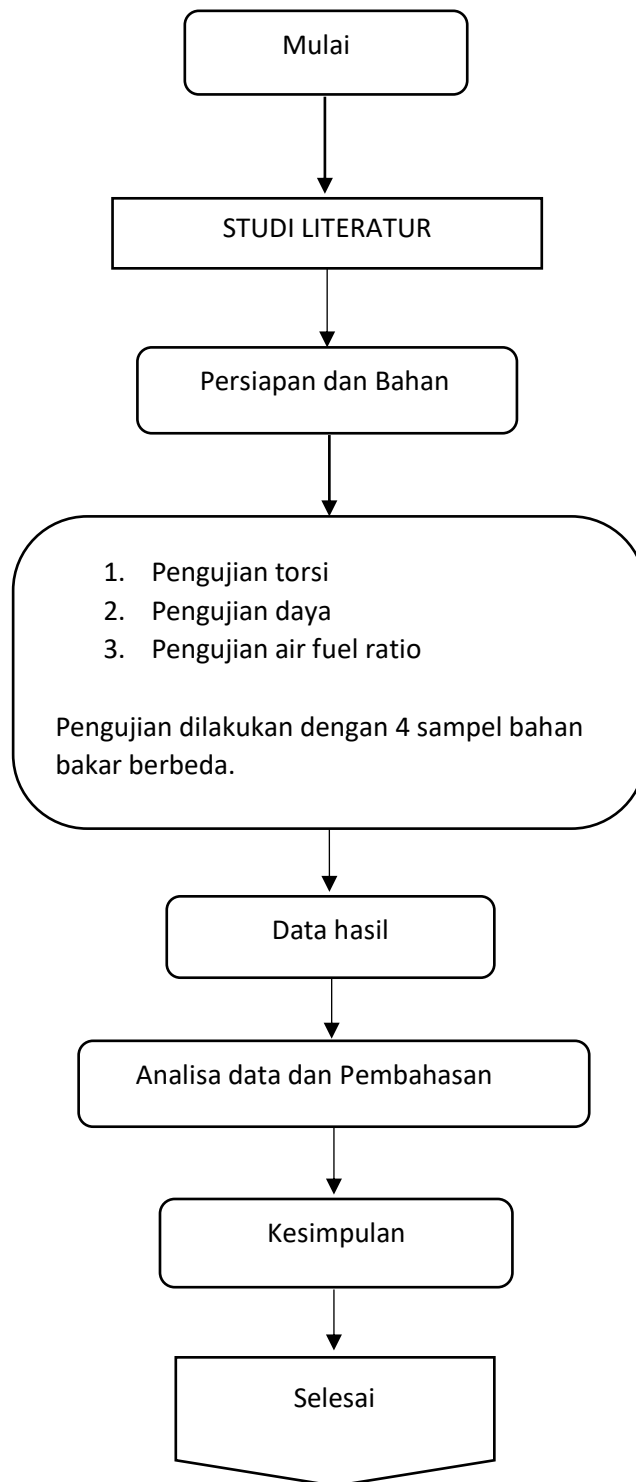 Mulai
STUDI LITERATUR
Persiapan dan Bahan
1. Pengujian torsi
2. Pengujian daya
3. Pengujian air fuel ratio
Pengujian dilakukan dengan 4 sampel bahan
bakar berbeda.
Data hasil
Analisa data dan Pembahasan
Kesimpulan
Selesai